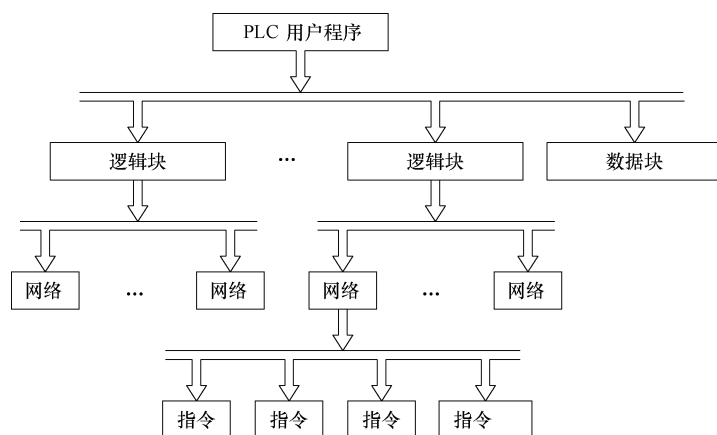 PLC 用户程序
逻辑块 ... 逻辑块 数据块
网络 ... 网络 网络 ... 网络
指令 指令 指令 指令